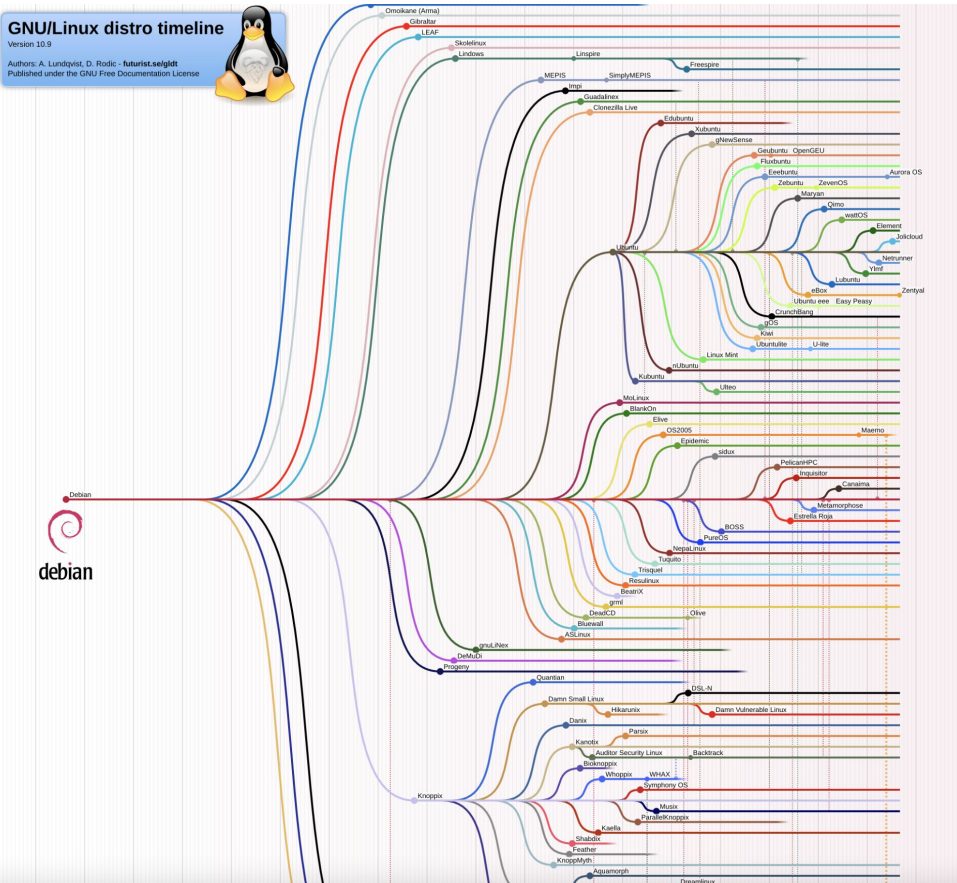 GNU/Linux distro timeline
Version 10.9
Authors: A. Lundqvist, D. Rodic - futurist.se/gldt
Published under the GNU Free Documentation License
Omoikane (Arma)
Gibraltar
LEAF
Skolelinux
Lindows
Linspire
Freespire
MEPIS
SimplyMEPIS
Impi
Guadalinex
Clonezilla Live
Edubuntu
Xubuntu
gNewSense
Geubuntu
OpenGEU
Fluxbuntu
Eeebuntu
Aurora OS
Zebuntu
ZevenOS
Maryan
Qimo
wattOS
Element
Jolicloud
Ubuntu
Netrunner
Ylmf
Lubuntu
eBox
Zentyal
Ubuntu eee
Easy Peasy
CrunchBang
gOS
Kiwi
Ubuntulite
U-lite
Linux Mint
nUbuntu
Kubuntu
Ulteo
MoLinux
BlankOn
Elive
OS2005
Maemo
Epidemic
sidux
PelicanHPC
Inquisitor
Canaima
Debian
Metamorphose
Estrella Roja
BOSS
PureOS
NepaLinux
Tuquito
Trisquel
Resulinux
BeatriX
grml
DeadCD
Olive
Bluewall
ASLinux
gnuLiNex
DeMuDi
Progeny
debian
Quantian
DSL-N
Damn Small Linux
Hikarunix
Damn Vulnerable Linux
Danix
Parsix
Kanotix
Auditor Security Linux
Backtrack
Bioknoppix
Whoppix
WHAX
Symphony OS
Knoppix
Musix
ParallelKnoppix
Kaella
Shabdix
Feather
KnoppMyth
Aquamorph
Dreamlinux